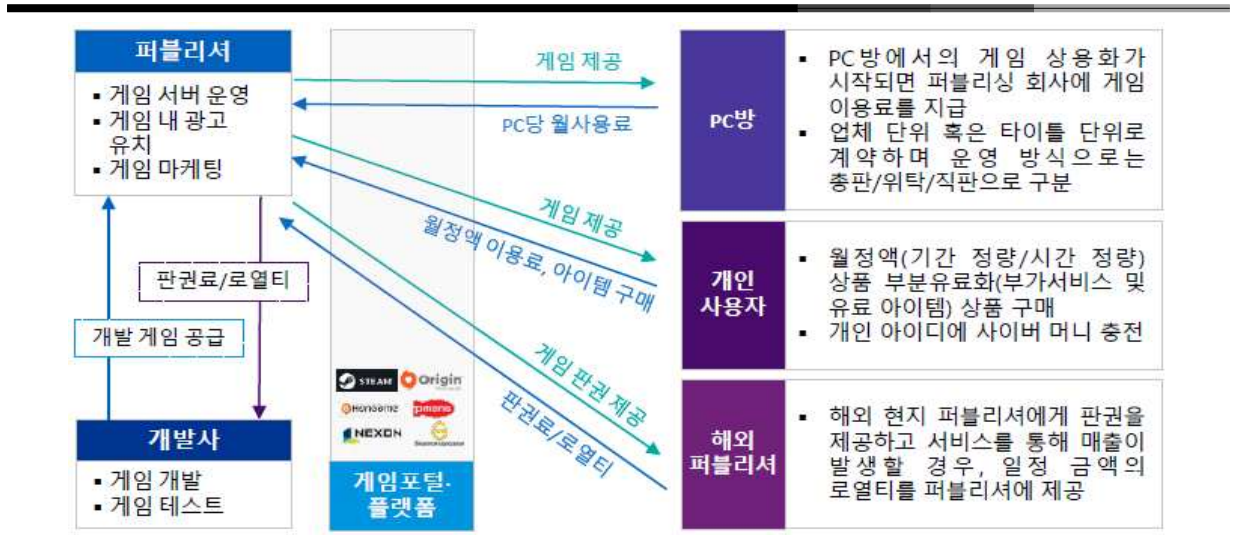 퍼블리셔
▪ 게임 서버 운영
▪ 게임 내 광고
유치
▪ 게임 마케팅
판권료/로열티
개발 게임 공급
개발사
▪ 게임 개발
▪ 게임 테스트
게임 제공
PC당 월사용료
게임 제공
월정액 이용료, 아이템 구매
게임 판권 제공
판권료/로열티
STEAM
Origin
NEXON
게임포털·
플랫폼
PC방
▪ PC방에서의 게임 상용화가
시작되면 퍼블리싱 회사에 게임
이용료를 지급
▪ 업체 단위 혹은 타이틀 단위로
계약하며 운영 방식으로는
총판/위탁/직판으로 구분
개인
사용자
▪ 월정액(기간 정량/시간 정량)
상품 부분유료화(부가서비스 및
유료 아이템) 상품 구매
▪ 개인 아이디에 사이버 머니 충전
해외
퍼블리셔
▪ 해외 현지 퍼블리셔에게 판권을
제공하고 서비스를 통해 매출이
발생할 경우, 일정 금액의
로열티를 퍼블리셔에 제공